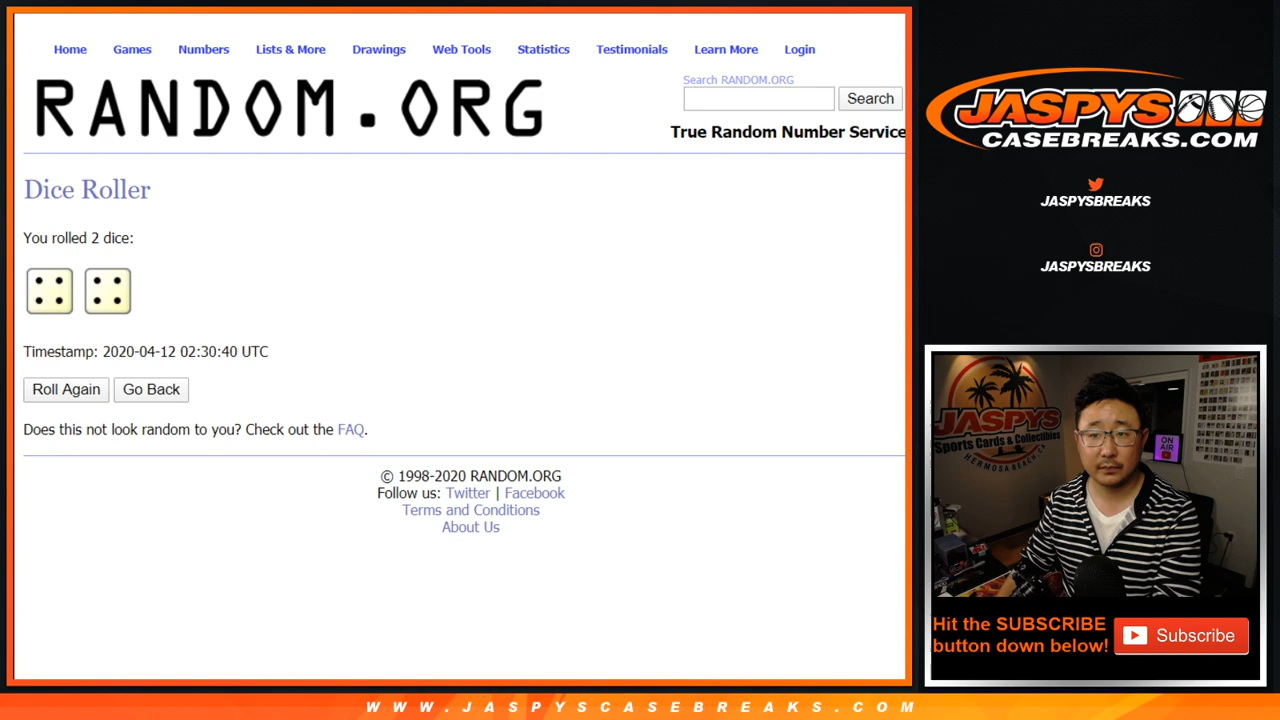 Home Games Numbers Lists & More Drawings Web Tools Statistics Testimonials Learn More Login
RANDOM.ORG
Search RANDOM.ORG
Search
True Random Number Service
Dice Roller
You rolled 2 dice:
Timestamp: 2020-04-12 02:30:40 UTC
Roll Again Go Back
Does this not look random to you? Check out the FAQ.
© 1998-2020 RANDOM.ORG
Follow us: Twitter | Facebook
Terms and Conditions
About Us
JASPYS
CASEBREAKS.COM
JASPYSBREAKS
JASPYSBREAKS
JASPYS
Sports Cards & Collectibles
HERMOSA BEACH, CA
ON
AIR
Hit the SUBSCRIBE
button down below!
Subscribe
WWW.JASPYSCASEBREAKS.COM